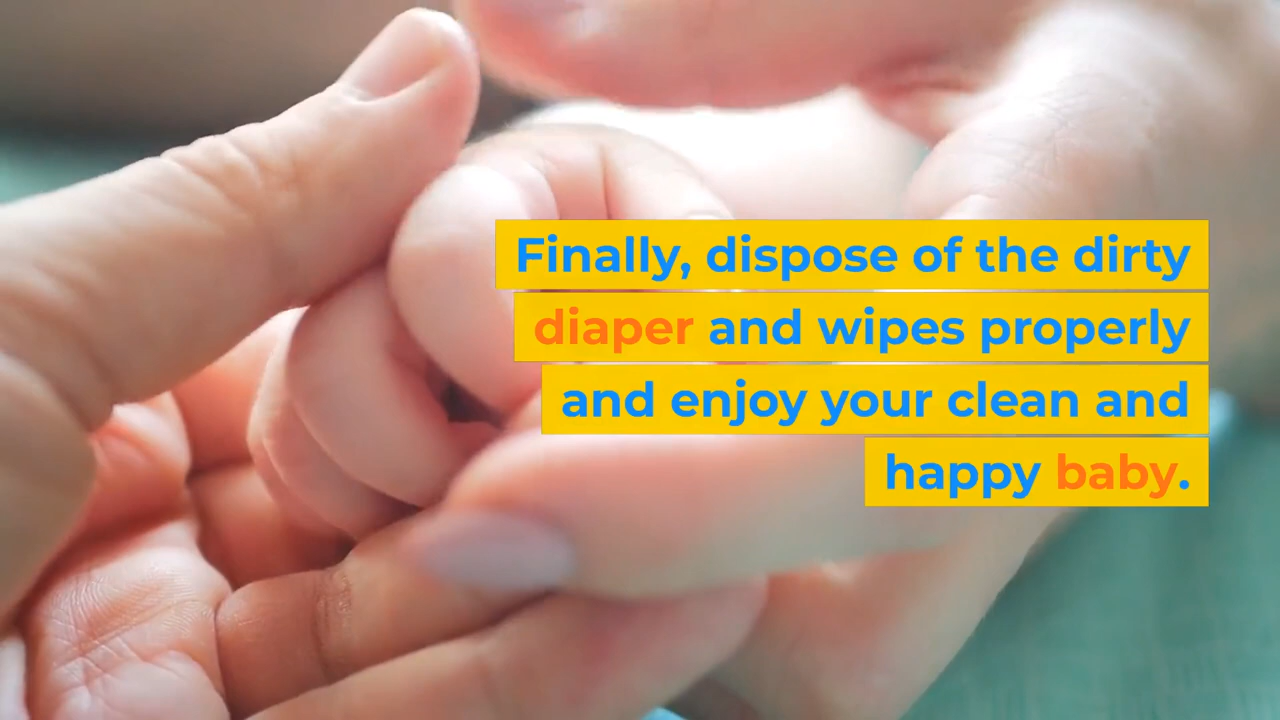 Finally, dispose of the dirty
diaper and wipes properly
and enjoy your clean and
happy baby.